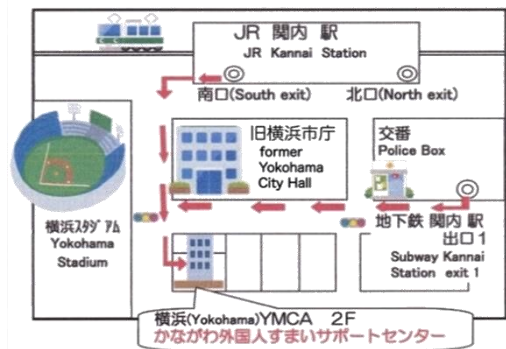 JR 関内 駅
JR Kannai Station
南口(South exit)
北口(North exit)
旧横浜市庁
former
Yokohama
City Hall
交番
Police Box
横浜スタジアム
Yokohama
Stadium
地下鉄 関内 駅
出口1
Subway Kannai
Station exit 1
横浜(Yokohama)YMCA 2F
かながわ外国人すまいサポートセンター